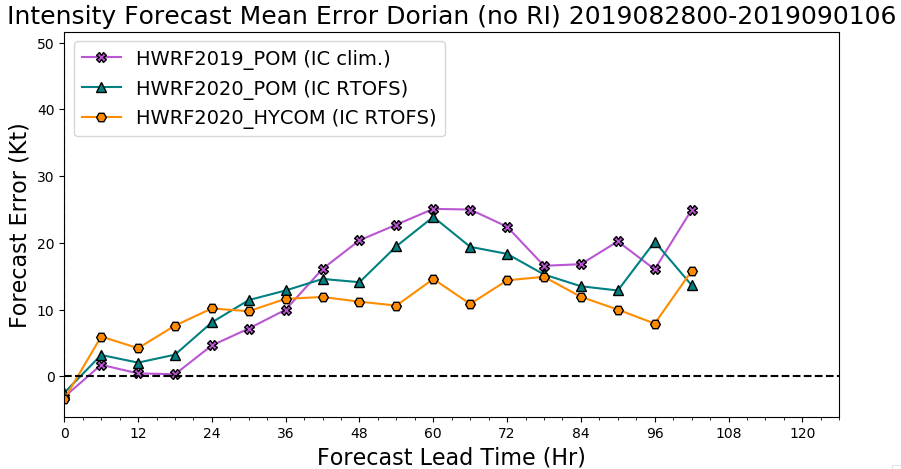 Intensity Forecast Mean Error Dorian (no RI) 2019082800-2019090106
50
40
30
20
10
0
Forecast Error (Kt)
HWRF2019_POM (IC clim.)
HWRF2020_POM (IC RTOFS)
HWRF2020_HYCOM (IC RTOFS)
0 12 24 36 48 60 72 84 96 108 120
Forecast Lead Time (Hr)